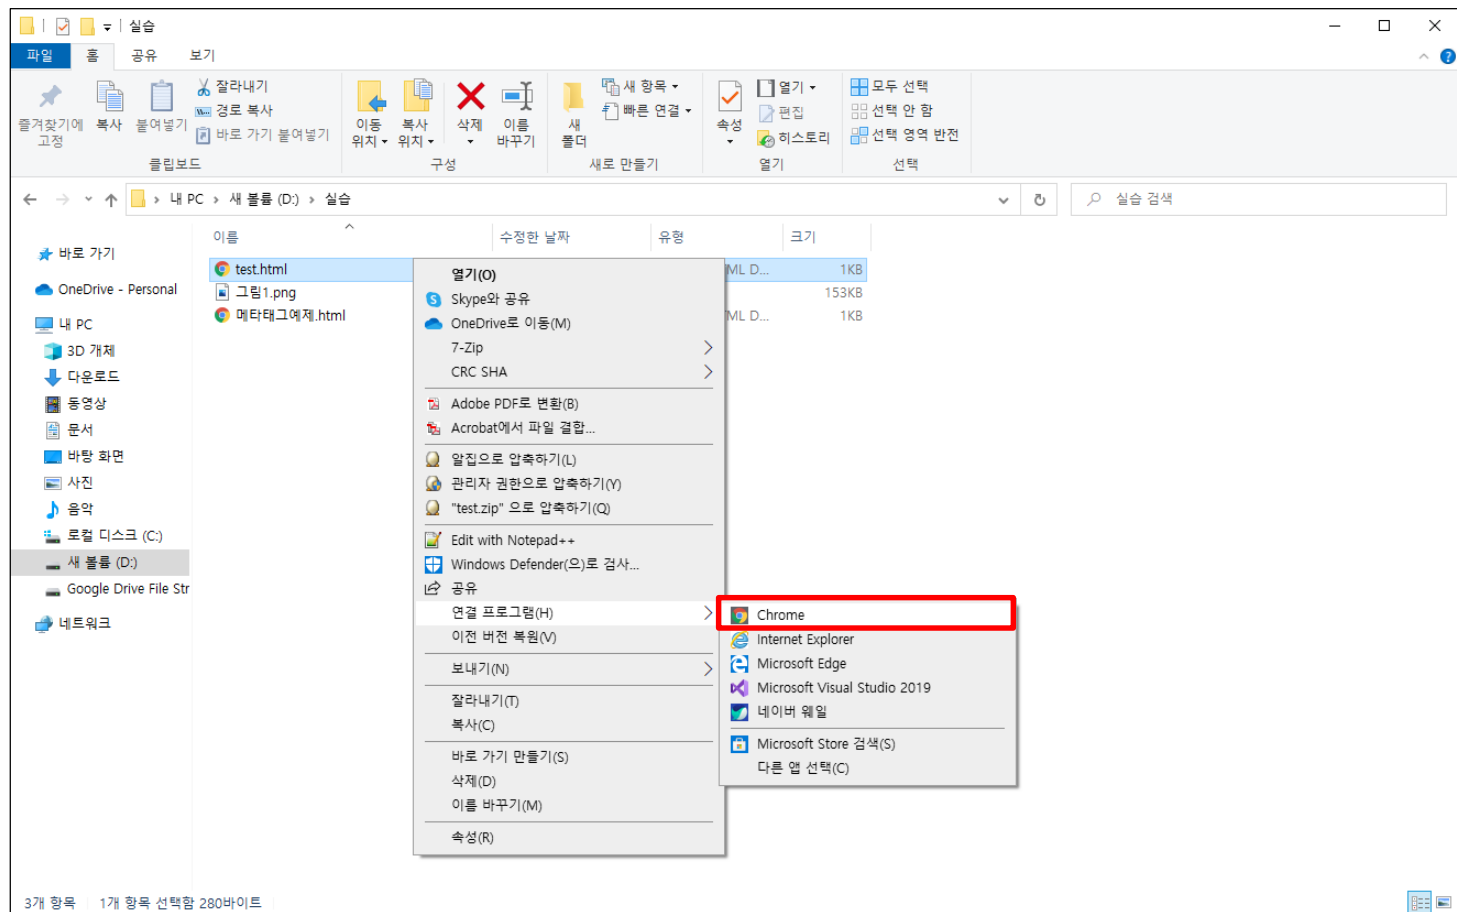 실습
파일 홈 공유 보기
즐겨찾기에 고정
복사
붙여넣기
잘라내기
경로 복사
바로 가기 붙여넣기
클립보드
이동 위치
복사 위치
삭제
이름 바꾸기
구성
새 폴더
새 항목
빠른 연결
새로 만들기
속성
열기
편집
히스토리
열기
모두 선택
선택 안 함
선택 영역 반전
선택
내 PC › 새 볼륨 (D:) › 실습
실습 검색
바로 가기
OneDrive - Personal
내 PC
3D 개체
다운로드
동영상
문서
바탕 화면
사진
음악
로컬 디스크 (C:)
새 볼륨 (D:)
Google Drive File Str
네트워크
이름 수정한 날짜 유형 크기
test.html ML D... 1KB
그림1.png 153KB
메타태그예제.html ML D... 1KB
열기(O)
Skype와 공유
OneDrive로 이동(M)
7-Zip
CRC SHA
Adobe PDF로 변환(B)
Acrobat에서 파일 결합...
알집으로 압축하기(L)
관리자 권한으로 압축하기(Y)
"test.zip" 으로 압축하기(Q)
Edit with Notepad++
Windows Defender(으)로 검사...
공유
연결 프로그램(H)
이전 버전 복원(V)
보내기(N)
잘라내기(T)
복사(C)
바로 가기 만들기(S)
삭제(D)
이름 바꾸기(M)
속성(R)
Chrome
Internet Explorer
Microsoft Edge
Microsoft Visual Studio 2019
네이버 웨일
Microsoft Store 검색(S)
다른 앱 선택(C)
3개 항목 1개 항목 선택함 280바이트